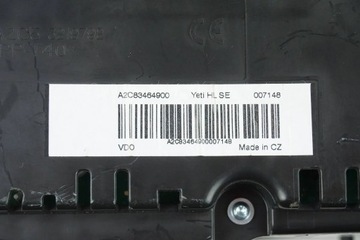 A2C83464900 Yeti HL SE 007148
A2C83464900007148
VDO Made in CZ